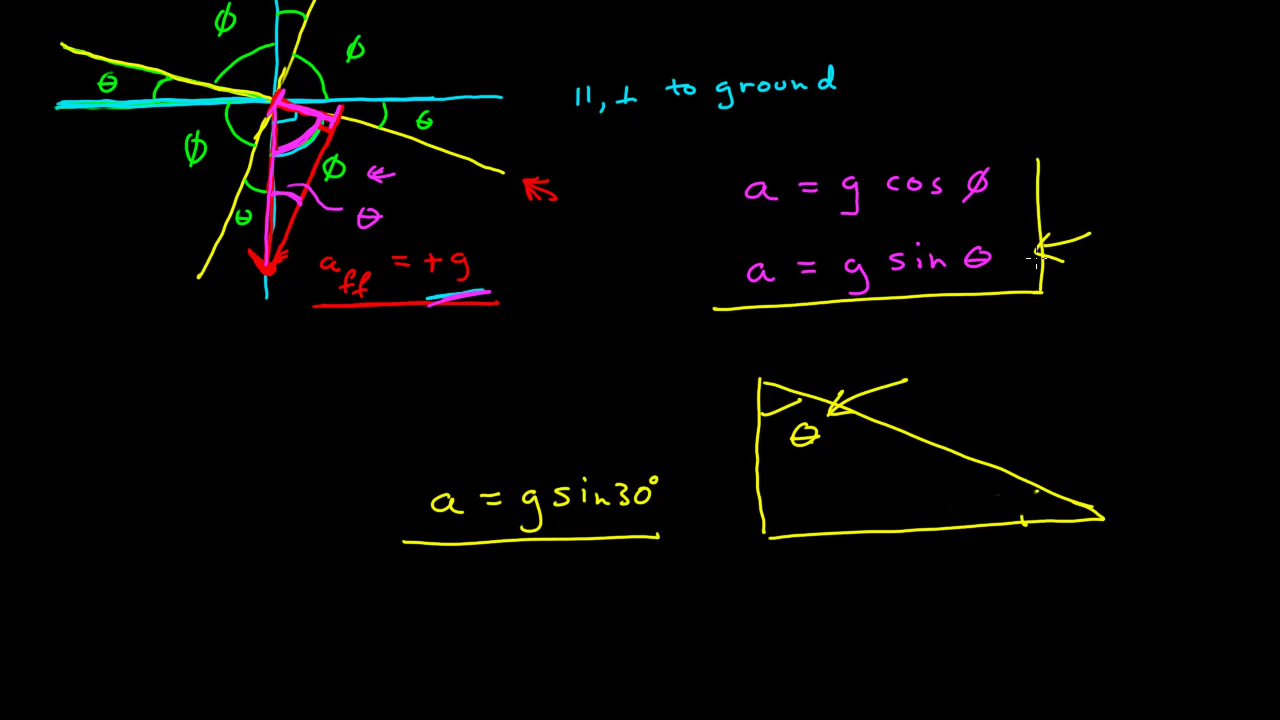 ϕ
ϕ
θ
θ
ϕ
ϕ
θ
θ
a_ff = +g
||, ⊥ to ground
a = g cos ϕ
a = g sin θ
θ
a = g sin 30°